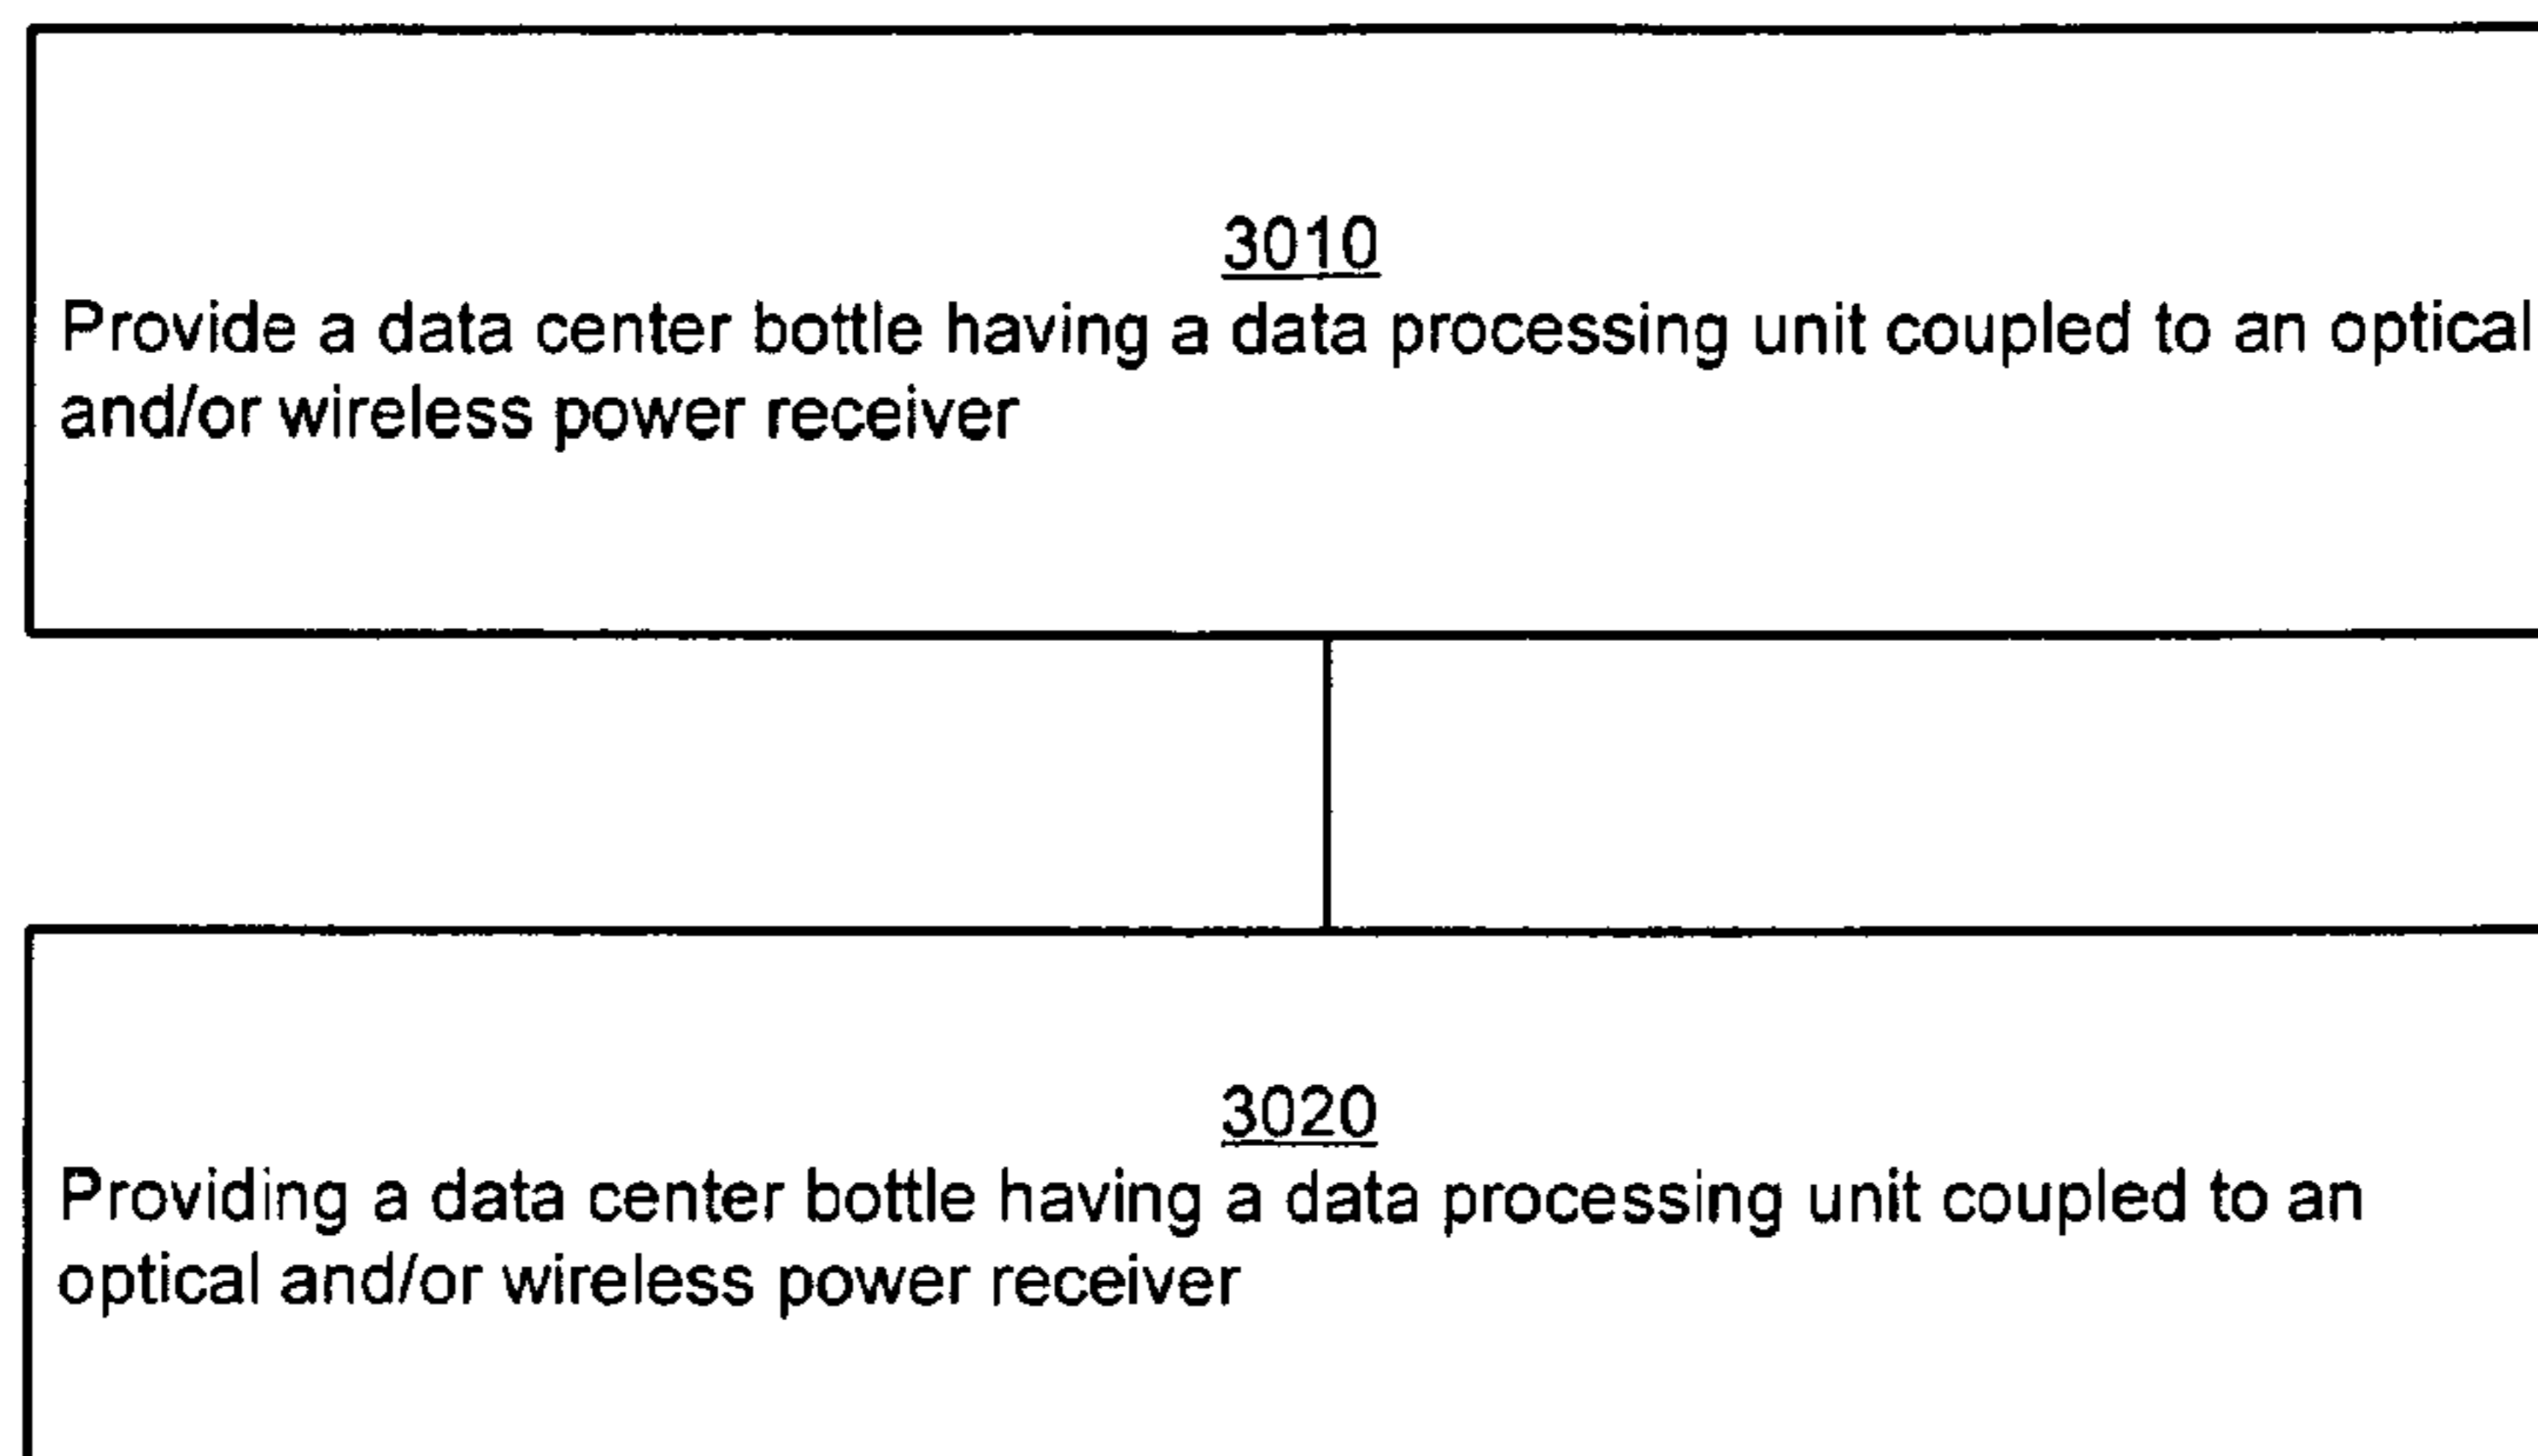 3010
Provide a data center bottle having a data processing unit coupled to an optical
and/or wireless power receiver
3020
Providing a data center bottle having a data processing unit coupled to an
optical and/or wireless power receiver